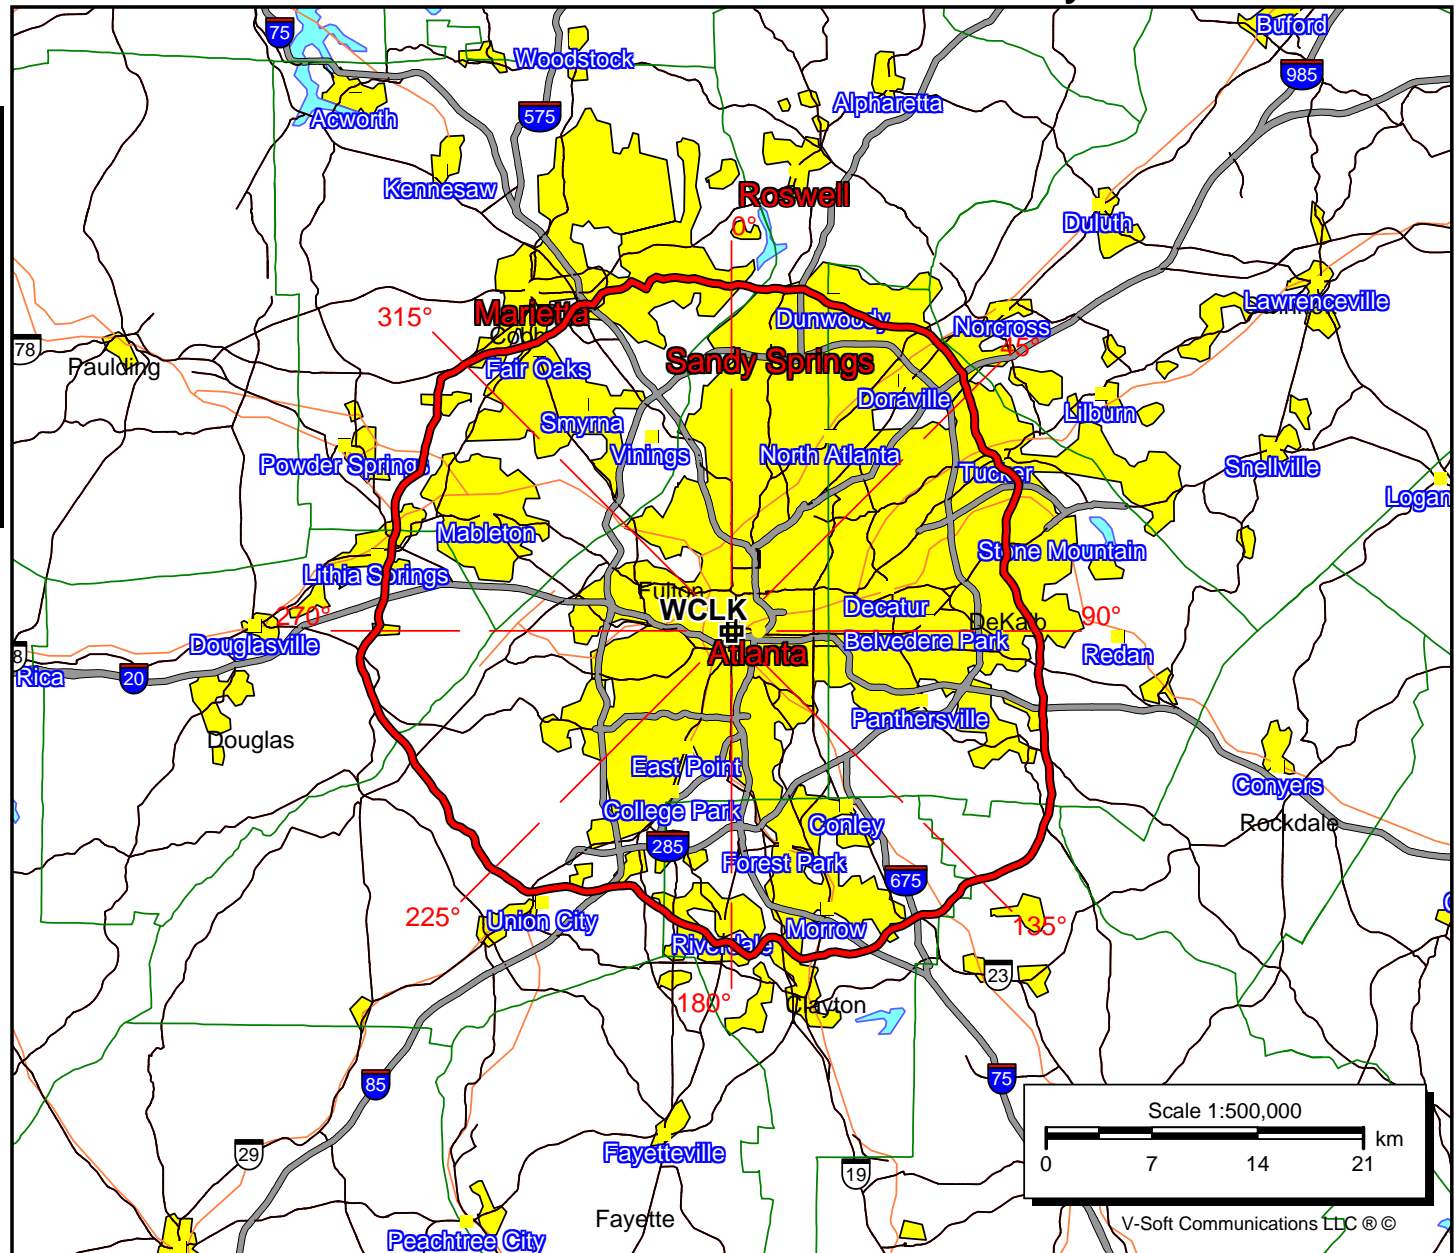 75
Woodstock
Buford
985
Acworth
575
Alpharetta
Kennesaw
Roswell
0°
Duluth
Lawrenceville
315°
Marietta
Cobb
Dunwoody
Norcross
45°
78
Paulding
Fair Oaks
Sandy Springs
Doraville
Lilburn
Smyrna
Vinings
North Atlanta
Powder Springs
Tucker
Snellville
Logan
Mableton
Stone Mountain
Lithia Springs
Fulton
WCLK
Decatur
270°
DeKalb
90°
Douglasville
Atlanta
Belvedere Park
Redan
8
Rica
20
Douglas
Panthersville
East Point
College Park
Conley
Conyers
Rockdale
285
Forest Park
675
225°
Union City
Riverdale
Morrow
135°
23
180°
Clayton
85
75
Scale 1:500,000
km
0 7 14 21
29
Fayetteville
19
Fayette
Peachtree City
V-Soft Communications LLC ® ©